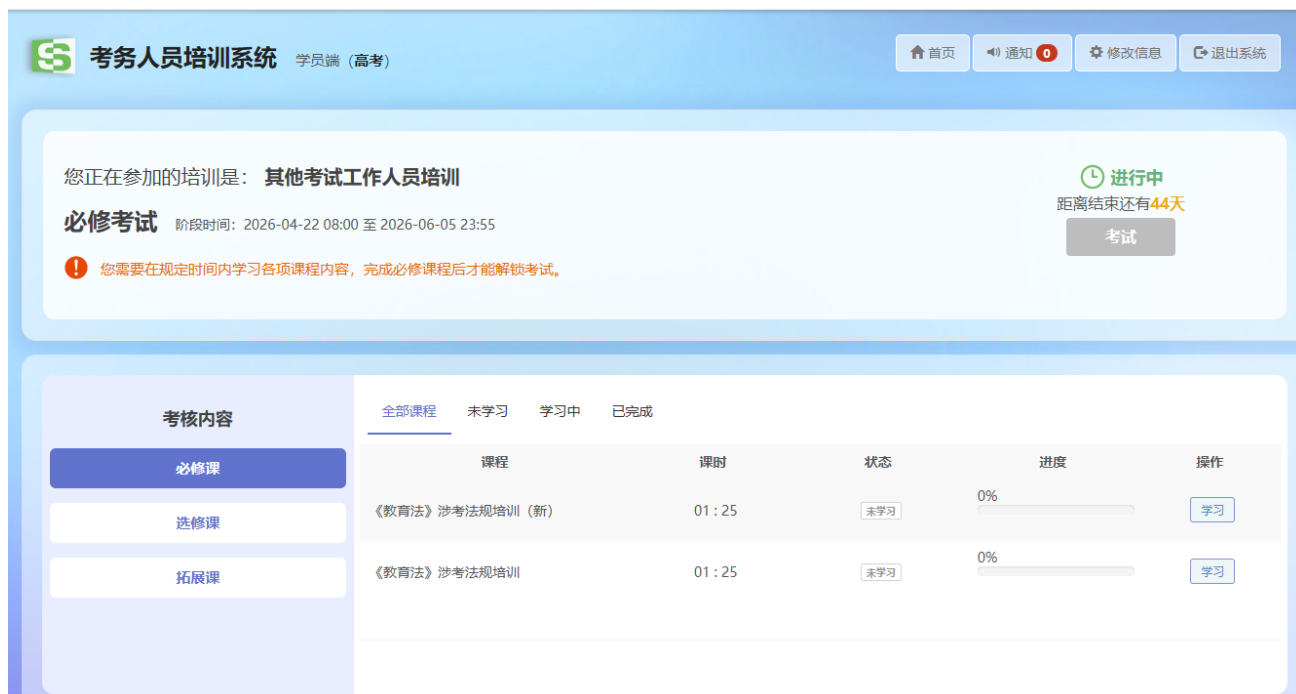 考务人员培训系统 学员端（高考） 首页 通知 0 修改信息 退出系统
您正在参加的培训是： 其他考试工作人员培训
进行中
必修考试 阶段时间：2026-04-22 08:00 至 2026-06-05 23:55
距离结束还有44天
考试
您需要在规定时间内学习各项课程内容，完成必修课程后才能解锁考试。
考核内容
必修课
选修课
拓展课
全部课程 未学习 学习中 已完成
课程 课时 状态 进度 操作
《教育法》涉考法规培训（新） 01：25 未学习 0% 学习
《教育法》涉考法规培训 01：25 未学习 0% 学习